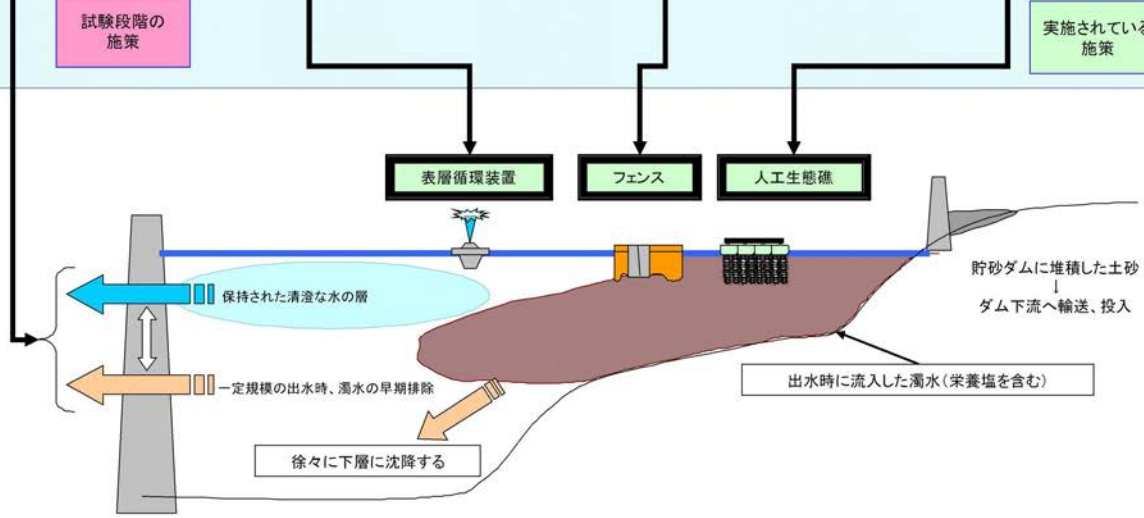 試験段階の
施策
実施されている
施策
表層循環装置
フェンス
人工生態礁
保持された清澄な水の層
貯砂ダムに堆積した土砂
↓
ダム下流へ輸送、投入
一定規模の出水時、濁水の早期排除
出水時に流入した濁水(栄養塩を含む)
徐々に下層に沈降する